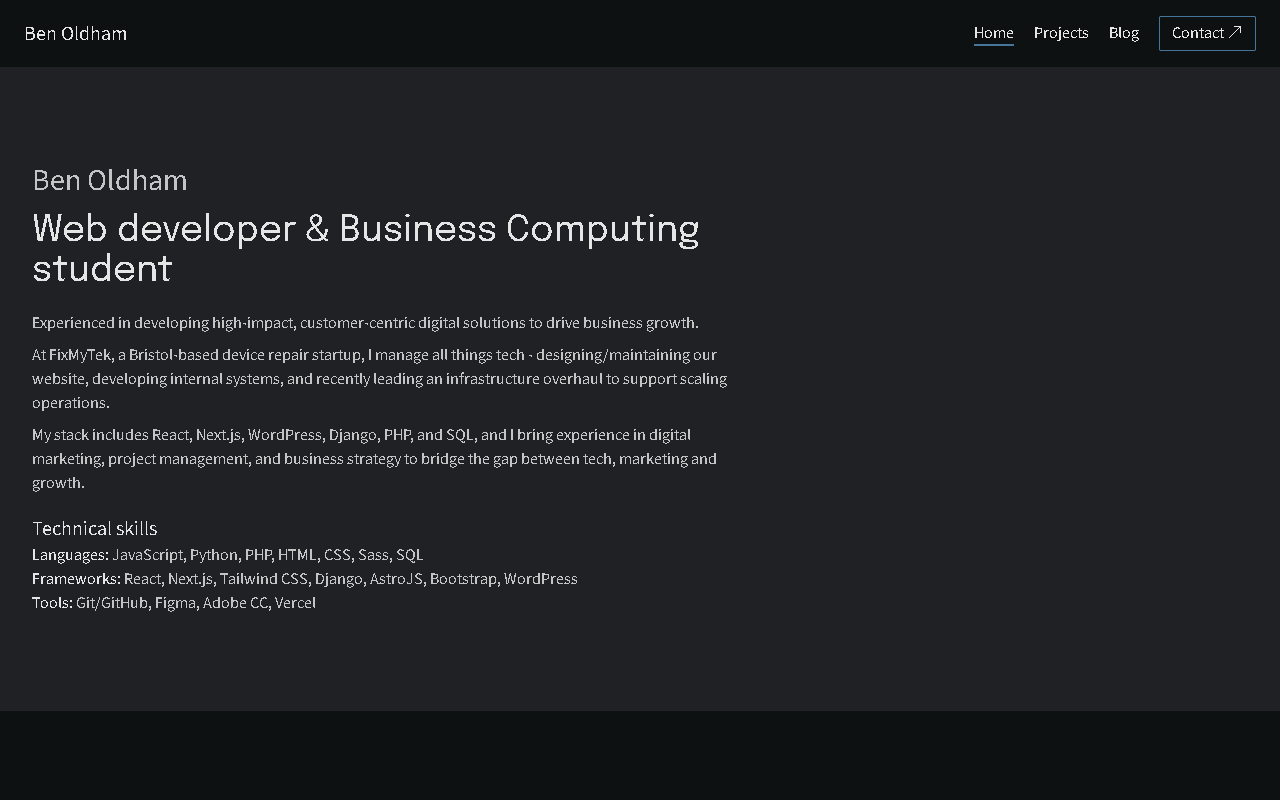 Ben Oldham
Home
Projects
Blog
Contact ↗
Ben Oldham
Web developer & Business Computing
student
Experienced in developing high-impact, customer-centric digital solutions to drive business growth.
At FixMyTek, a Bristol-based device repair startup, I manage all things tech - designing/maintaining our
website, developing internal systems, and recently leading an infrastructure overhaul to support scaling
operations.
My stack includes React, Next.js, WordPress, Django, PHP, and SQL, and I bring experience in digital
marketing, project management, and business strategy to bridge the gap between tech, marketing and
growth.
Technical skills
Languages: JavaScript, Python, PHP, HTML, CSS, Sass, SQL
Frameworks: React, Next.js, Tailwind CSS, Django, AstroJS, Bootstrap, WordPress
Tools: Git/GitHub, Figma, Adobe CC, Vercel